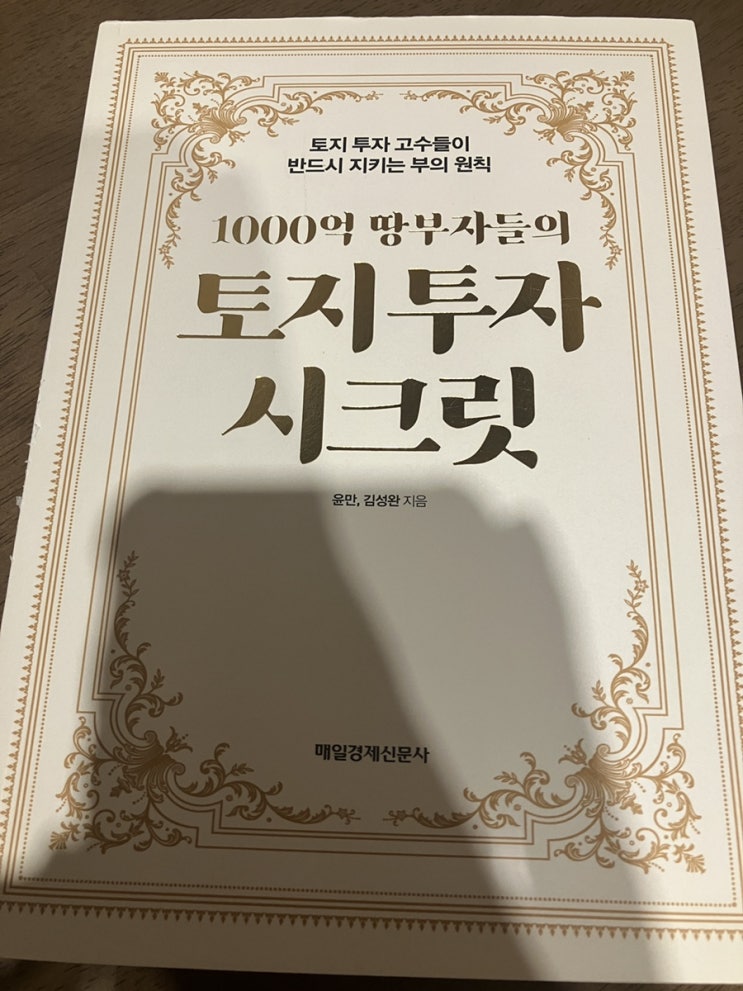 토지 투자 고수들이
반드시 지키는 부의 원칙
1000억 땅부자들의
토지 투자
시크릿
윤만, 김성완 지음
매일경제신문사